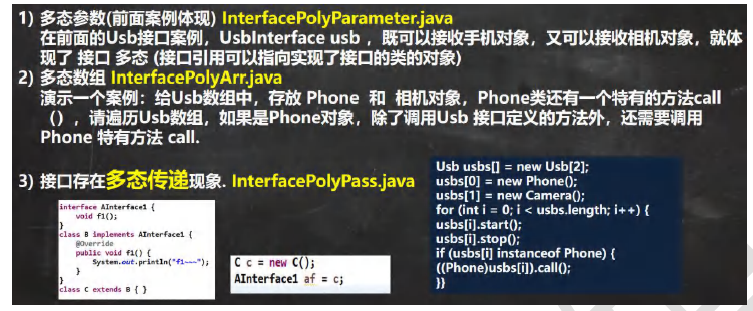 1) 多态参数(前面案例体现) InterfacePolyParameter.java
在前面的Usb接口案例，UsbInterface usb ，既可以接收手机对象，又可以接收相机对象，就体
现了 接口 多态 (接口引用可以指向实现了接口的类的对象)
2) 多态数组 InterfacePolyArr.java
演示一个案例：给Usb数组中，存放 Phone 和 相机对象，Phone类还有一个特有的方法call
（），请遍历Usb数组，如果是Phone对象，除了调用Usb 接口定义的方法外，还需要调用
Phone 特有方法 call.
3) 接口存在多态传递现象. InterfacePolyPass.java
interface AInterface1 {
void f1();
}
class B implements AInterface1 {
@Override
public void f1() {
System.out.println("f1~~~");
}
}
class C extends B { }
C c = new C();
AInterface1 af = c;
Usb usbs[] = new Usb[2];
usbs[0] = new Phone();
usbs[1] = new Camera();
for (int i = 0; i < usbs.length; i++) {
usbs[i].start();
usbs[i].stop();
if (usbs[i] instanceof Phone) {
((Phone)usbs[i]).call();
}}